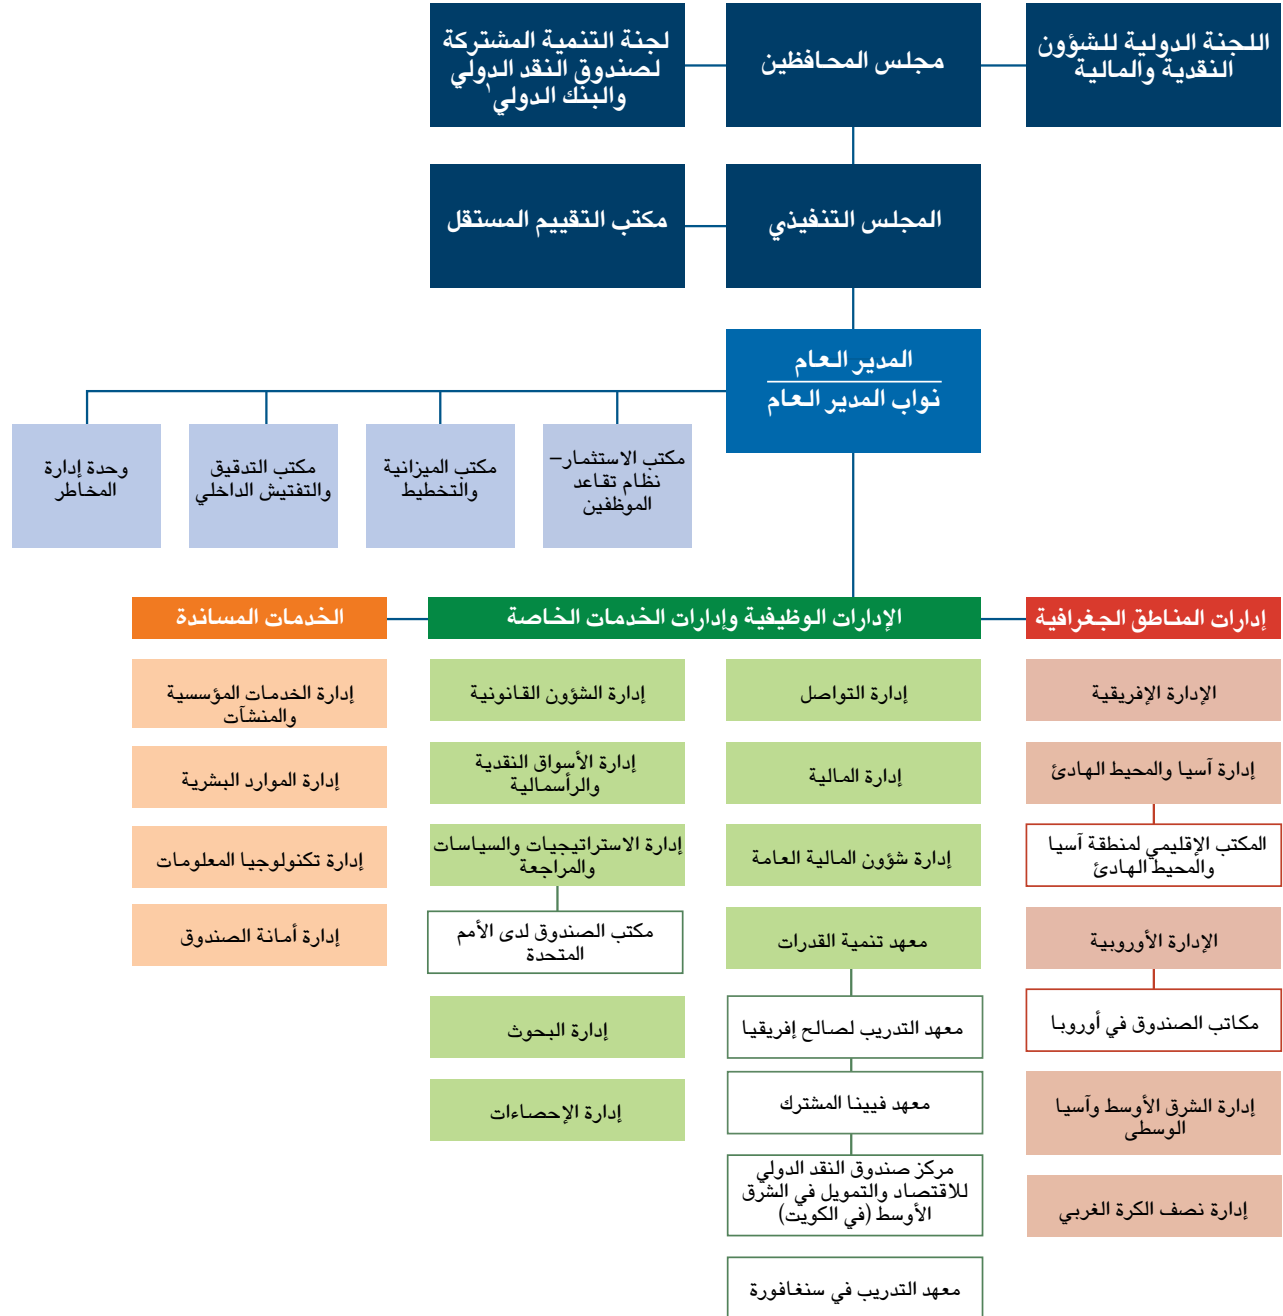 اللجنة الدولية للشؤون
النقدية والمالية
مجلس المحافظين
لجنة التنمية المشتركة
لصندوق النقد الدولي
والبنك الدولي١
المجلس التنفيذي
مكتب التقييم المستقل
المدير العام
نواب المدير العام
مكتب الاستثمار–
نظام تقاعد
الموظفين
مكتب الميزانية
والتخطيط
مكتب التدقيق
والتفتيش الداخلي
وحدة إدارة
المخاطر
إدارات المناطق الجغرافية
الإدارة الإفريقية
إدارة آسيا والمحيط الهادئ
المكتب الإقليمي لمنطقة آسيا
والمحيط الهادئ
الإدارة الأوروبية
مكاتب الصندوق في أوروبا
إدارة الشرق الأوسط وآسيا
الوسطى
إدارة نصف الكرة الغربي
الإدارات الوظيفية وإدارات الخدمات الخاصة
إدارة التواصل
إدارة المالية
إدارة شؤون المالية العامة
معهد تنمية القدرات
معهد التدريب لصالح إفريقيا
معهد فيينا المشترك
مركز صندوق النقد الدولي
للاقتصاد والتمويل في الشرق
الأوسط (في الكويت)
معهد التدريب في سنغافورة
إدارة الشؤون القانونية
إدارة الأسواق النقدية
والرأسمالية
إدارة الاستراتيجيات والسياسات
والمراجعة
مكتب الصندوق لدى الأمم
المتحدة
إدارة البحوث
إدارة الإحصاءات
الخدمات المساندة
إدارة الخدمات المؤسسية
والمنشآت
إدارة الموارد البشرية
إدارة تكنولوجيا المعلومات
إدارة أمانة الصندوق